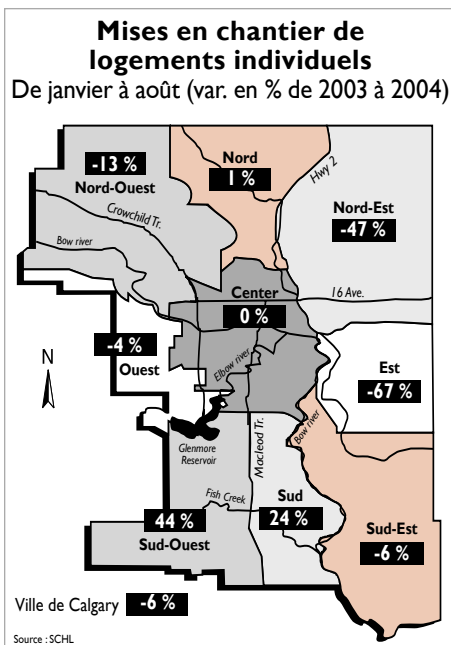 Mises en chantier de
logements individuels
De janvier à août (var. en % de 2003 à 2004)
-13 %
Nord-Ouest
Nord
1 %
Hwy 2
Crowchild Tr.
Nord-Est
-47 %
Bow river
Center
0 %
16 Ave.
-4 %
Ouest
N
Elbow river
Est
-67 %
Glenmore
Reservoir
Macleod Tr.
Bow river
Fish Creek
44 %
Sud-Ouest
Sud
24 %
Sud-Est
-6 %
Ville de Calgary -6 %
Source : SCHL